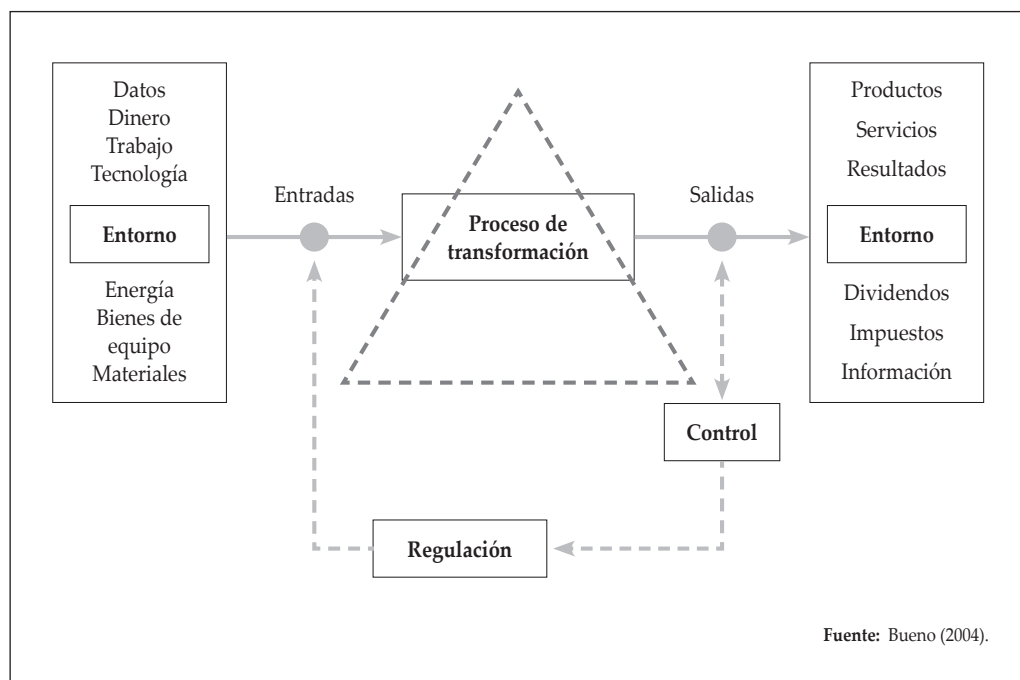 Datos
Dinero
Trabajo
Tecnología
Entorno
Energía
Bienes de
equipo
Materiales
Entradas
Proceso de
transformación
Salidas
Productos
Servicios
Resultados
Entorno
Dividendos
Impuestos
Información
Control
Regulación
Fuente: Bueno (2004).